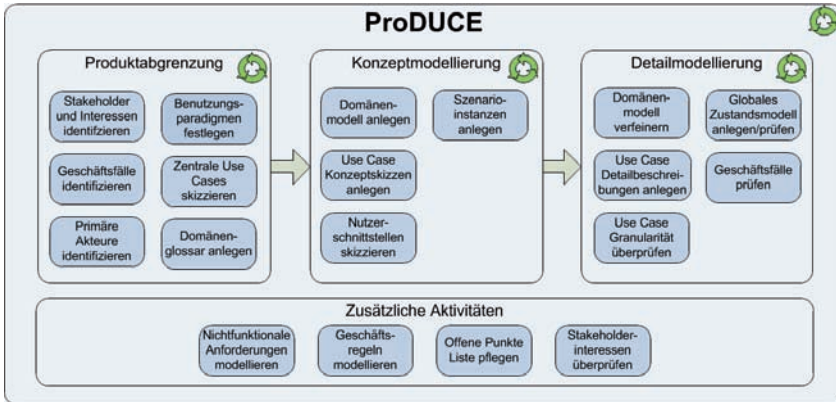 ProDUCE
Produktabgrenzung
Stakeholder
und Interessen
identifzieren
Benutzungs-
paradigmen
festlegen
Geschäftsfälle
identifizieren
Zentrale Use
Cases
skizzieren
Primäre
Akteure
identifizieren
Domänen-
glossar anlegen
Konzeptmodellierung
Domänen-
modell anlegen
Szenario-
instanzen
anlegen
Use Case
Konzeptskizzen
anlegen
Nutzer-
schnittstellen
skizzieren
Detailmodellierung
Domänen-
modell
verfeinern
Globales
Zustandsmodell
anlegen/prüfen
Use Case
Detailbeschrei-
ibungen anlegen
Geschäftsfälle
prüfen
Use Case
Granularität
überprüfen
Zusätzliche Aktivitäten
Nichtfunktionale
Anforderungen
modellieren
Geschäfts-
regeln
modellieren
Offene Punkte
Liste pflegen
Stakeholder-
interessen
überprüfen